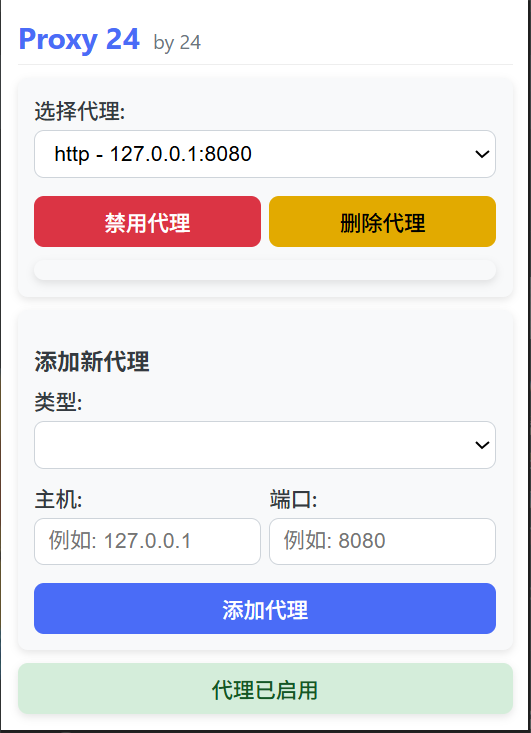 Proxy 24 by 24
选择代理:
http - 127.0.0.1:8080
禁用代理 删除代理
添加新代理
类型:
主机: 端口:
例如: 127.0.0.1 例如: 8080
添加代理
代理已启用